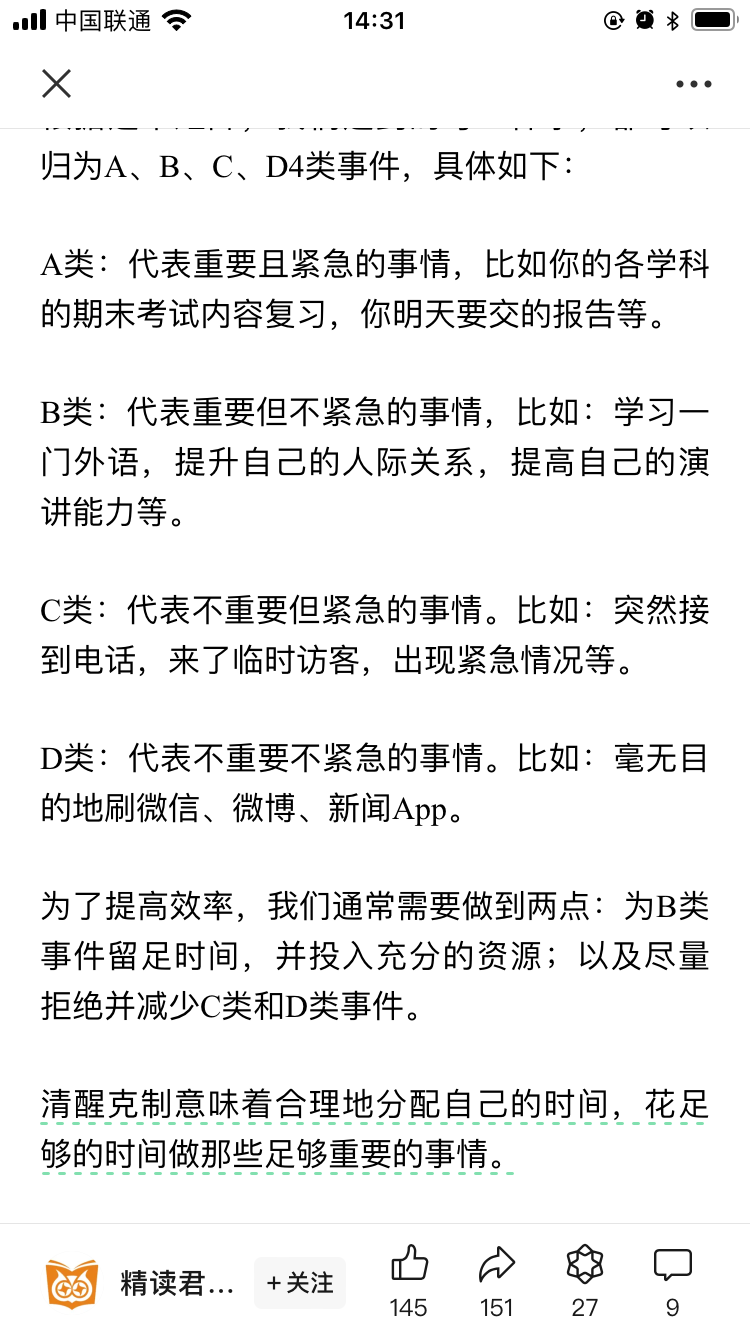 中国联通
14:31
归为A、B、C、D4类事件，具体如下：
A类：代表重要且紧急的事情，比如你的各学科
的期末考试内容复习，你明天要交的报告等。
B类：代表重要但不紧急的事情，比如：学习一
门外语，提升自己的人际关系，提高自己的演
讲能力等。
C类：代表不重要但紧急的事情。比如：突然接
到电话，来了临时访客，出现紧急情况等。
D类：代表不重要不紧急的事情。比如：毫无目
的地刷微信、微博、新闻App。
为了提高效率，我们通常需要做到两点：为B类
事件留足时间，并投入充分的资源；以及尽量
拒绝并减少C类和D类事件。
清醒克制意味着合理地分配自己的时间，花足
够的时间做那些足够重要的事情。
精读君...
+关注
145
151
27
9